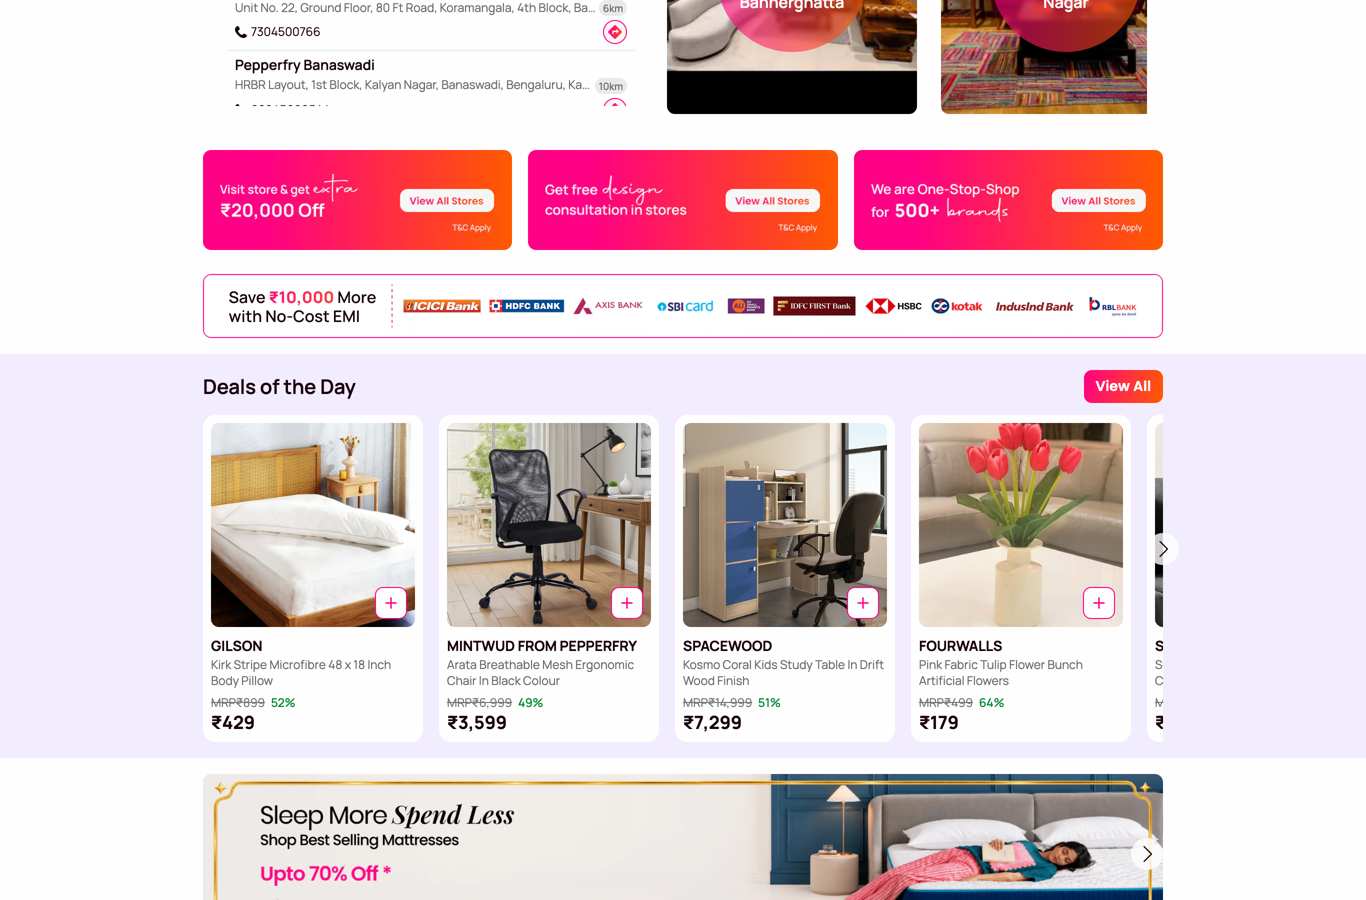 Unit No. 22, Ground Floor, 80 Ft Road, Koramangala, 4th Block, Ba... 6km
7304500766
Pepperfry Banaswadi
HRBR Layout, 1st Block, Kalyan Nagar, Banaswadi, Bengaluru, Ka... 10km
Bannerghatta
Nagar
Visit store & get extra
₹20,000 Off
View All Stores
T&C Apply
Get free design
consultation in stores
View All Stores
T&C Apply
We are One-Stop-Shop
for 500+ brands
View All Stores
T&C Apply
Save ₹10,000 More
with No-Cost EMI
ICICI Bank
HDFC BANK
AXIS BANK
SBI card
AU
IDFC FIRST Bank
HSBC
kotak
IndusInd Bank
RBL BANK
Deals of the Day
View All
GILSON
Kirk Stripe Microfibre 48 x 18 Inch
Body Pillow
MRP₹899 52%
₹429
MINTWUD FROM PEPPERFRY
Arata Breathable Mesh Ergonomic
Chair In Black Colour
MRP₹6,999 49%
₹3,599
SPACEWOOD
Kosmo Coral Kids Study Table In Drift
Wood Finish
MRP₹14,999 51%
₹7,299
FOURWALLS
Pink Fabric Tulip Flower Bunch
Artificial Flowers
MRP₹499 64%
₹179
Sleep More Spend Less
Shop Best Selling Mattresses
Upto 70% Off *